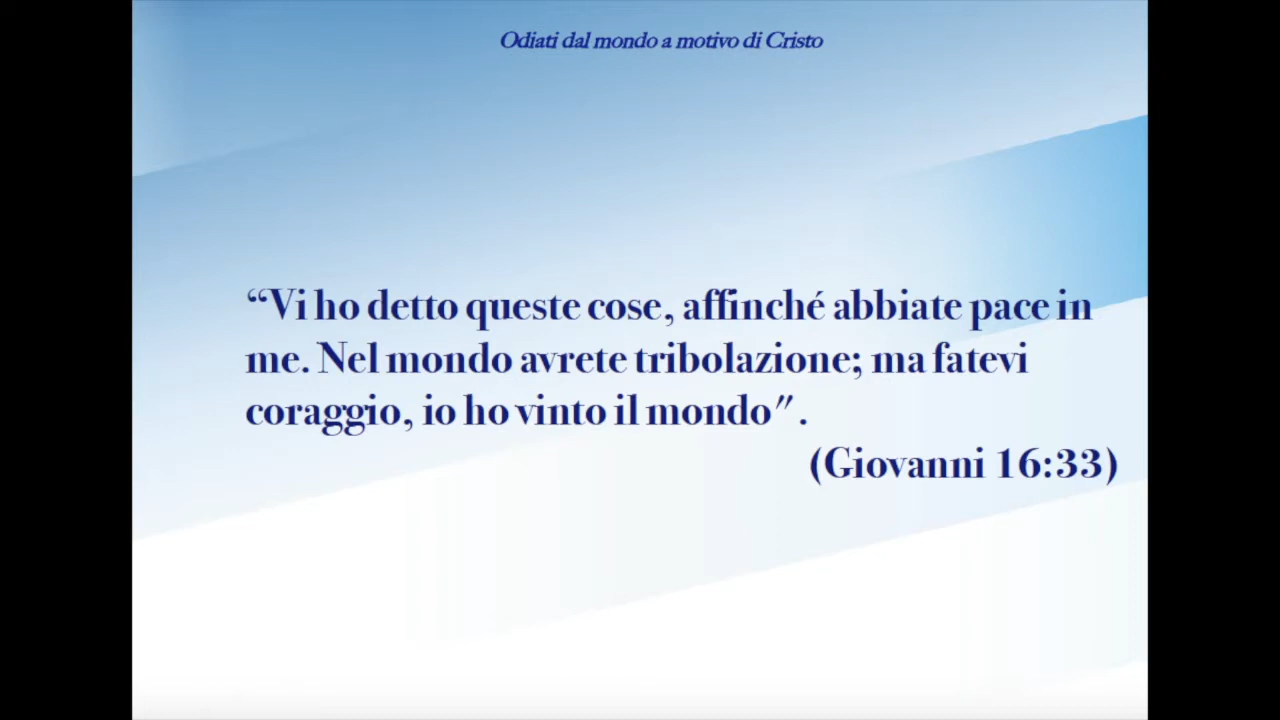 Odiati dal mondo a motivo di Cristo
“Vi ho detto queste cose, affinché abbiate pace in
me. Nel mondo avrete tribolazione; ma fatevi
coraggio, io ho vinto il mondo”.
(Giovanni 16:33)